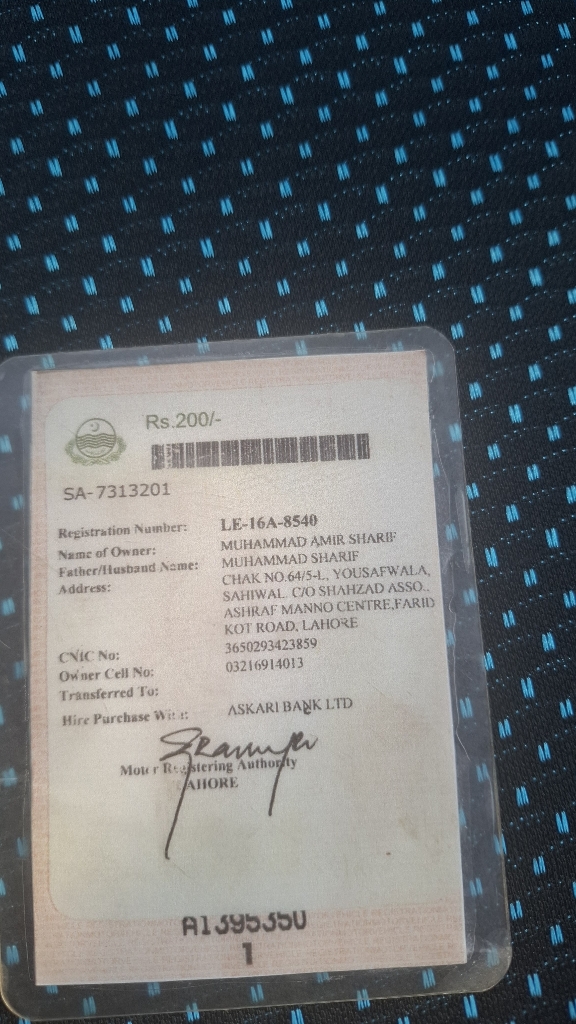 Rs.200/-
SA-7313201
Registration Number: LE-16A-8540
Name of Owner: MUHAMMAD AMIR SHARIF
Father/Husband Name: MUHAMMAD SHARIF
Address: CHAK NO.64/5-L, YOUSAFWALA,
SAHIWAL. C/O SHAHZAD ASSO.,
ASHRAF MANNO CENTRE,FARID
KOT ROAD, LAHORE
CNIC No: 3650293423859
Owner Cell No: 03216914013
Transferred To:
Hire Purchase With: ASKARI BANK LTD
Motor Registering Authority
LAHORE
A1395350
1